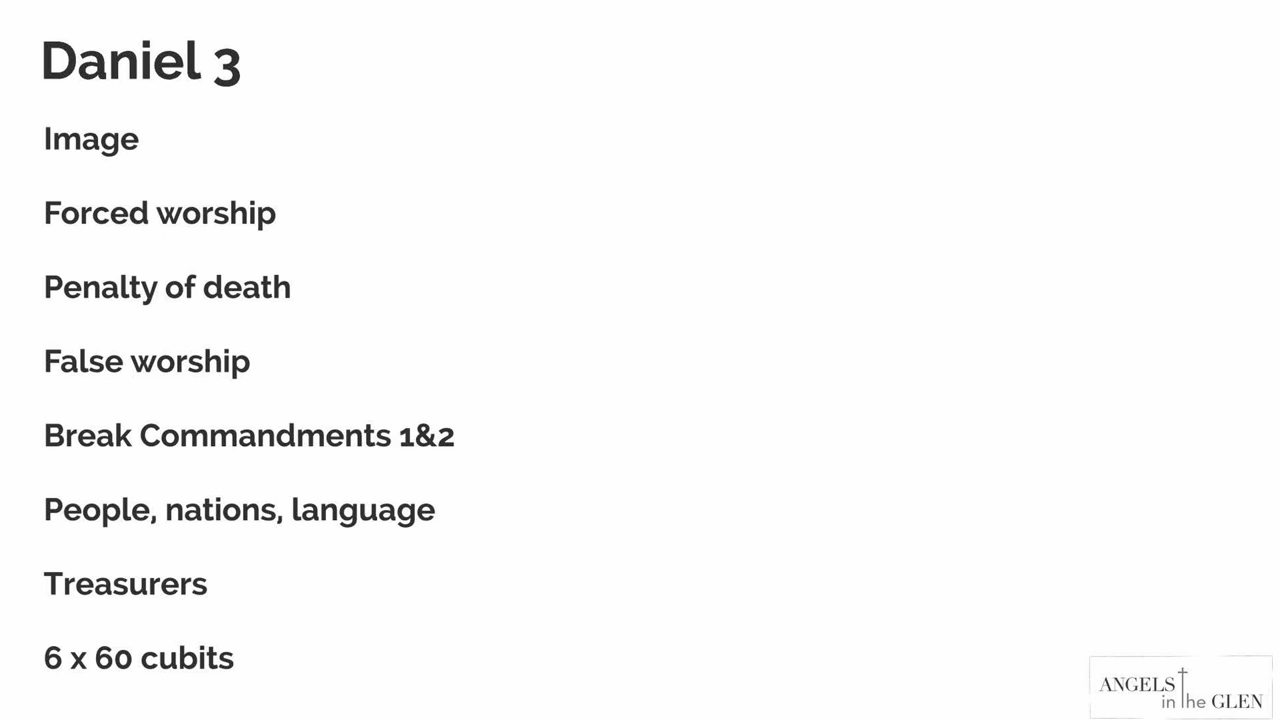 Daniel 3
Image
Forced worship
Penalty of death
False worship
Break Commandments 1&2
People, nations, language
Treasurers
6 x 60 cubits
ANGELS
in the GLEN